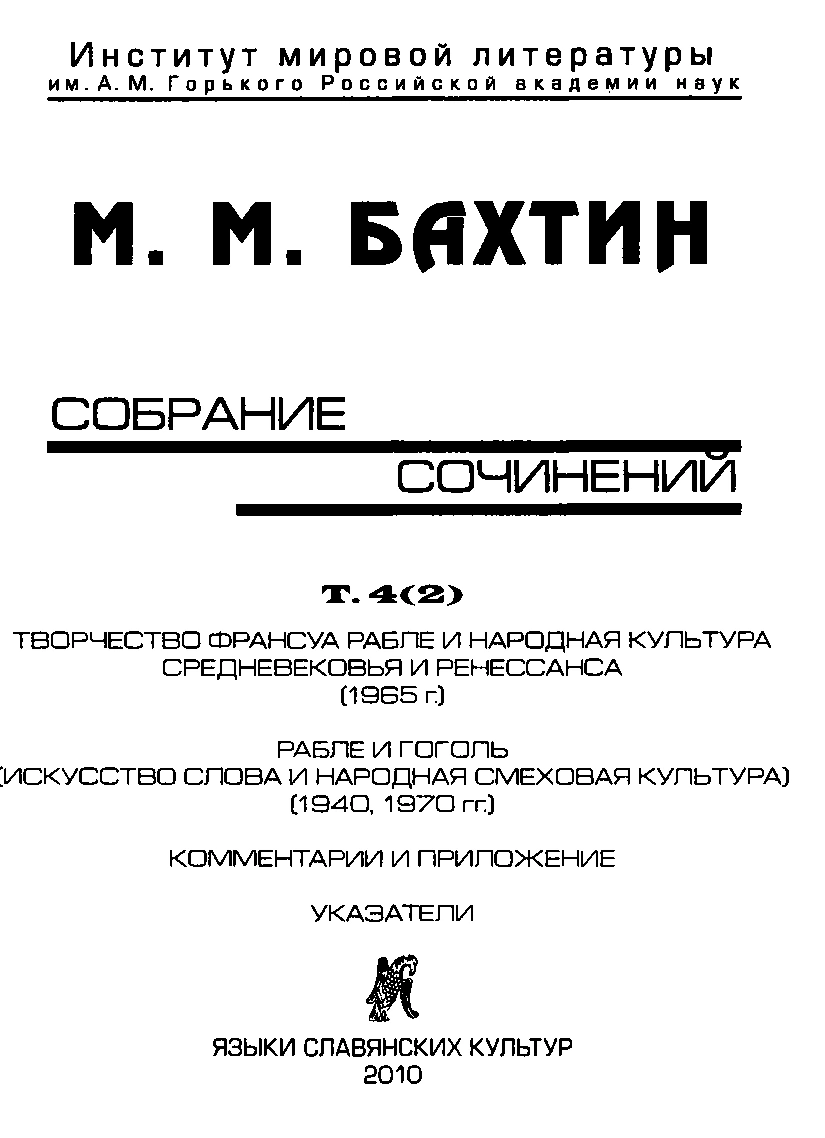 Институт мировой литературы
им. А. М. Горького Российской академии наук
М. М. БАХТИН
СОБРАНИЕ
СОЧИНЕНИЙ
Т. 4(2)
ТВОРЧЕСТВО ФРАНСУА РАБЛЕ И НАРОДНАЯ КУЛЬТУРА
СРЕДНЕВЕКОВЬЯ И РЕНЕССАНСА
(1965 г.)
РАБЛЕ И ГОГОЛЬ
(ИСКУССТВО СЛОВА И НАРОДНАЯ СМЕХОВАЯ КУЛЬТУРА)
(1940, 1970 гг.)
КОММЕНТАРИИ И ПРИЛОЖЕНИЕ
УКАЗАТЕЛИ
ЯЗЫКИ СЛАВЯНСКИХ КУЛЬТУР
2010